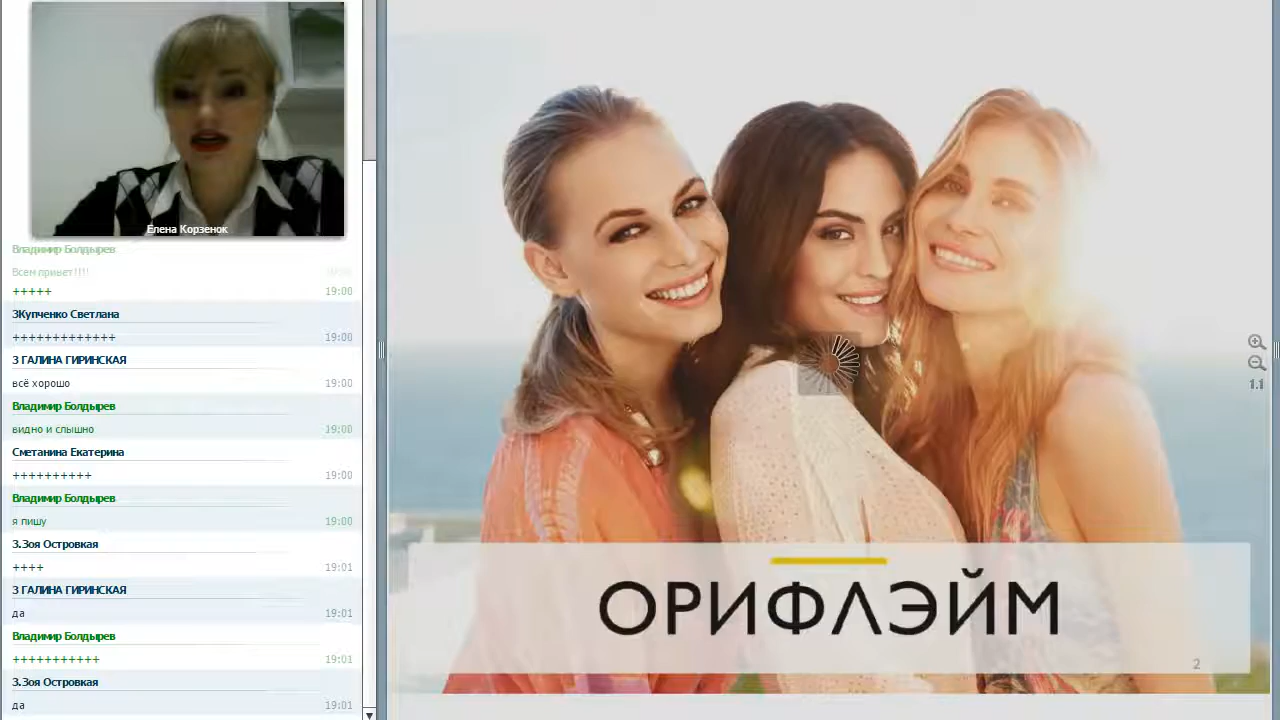 Елена Корзенок
Владимир Болдырев
Всем привет!!!!
+++++ 19:00
3Купченко Светлана
+++++++++++++ 19:00
3 ГАЛИНА ГИРИНСКАЯ
всё хорошо 19:00
Владимир Болдырев
видно и слышно 19:00
Сметанина Екатерина
++++++++++ 19:00
Владимир Болдырев
я пишу 19:00
3.Зоя Островкая
++++ 19:01
3 ГАЛИНА ГИРИНСКАЯ
да 19:01
Владимир Болдырев
+++++++++++ 19:01
3.Зоя Островкая
да 19:01
1.1
ОРИФЛЭЙМ
2